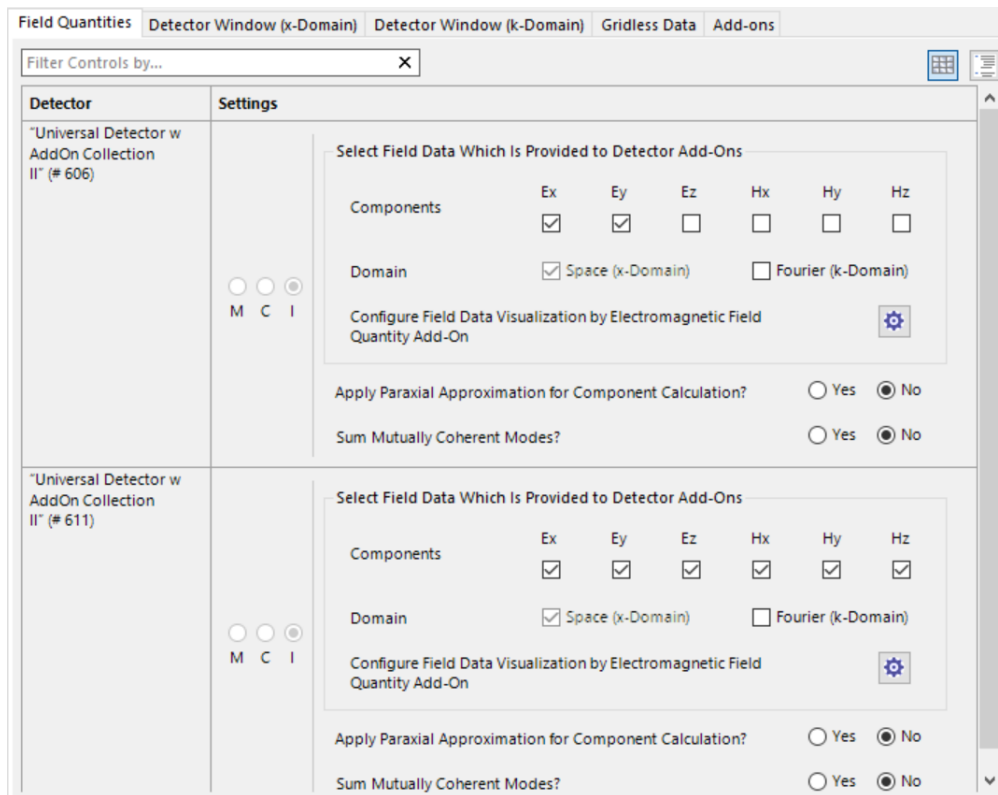 Field Quantities Detector Window (x-Domain) Detector Window (k-Domain) Gridless Data Add-ons
Filter Controls by...
Detector Settings
"Universal Detector w
AddOn Collection
II" (# 606)
Select Field Data Which Is Provided to Detector Add-Ons
Ex Ey Ez Hx Hy Hz
Components
Domain Space (x-Domain) Fourier (k-Domain)
M C I
Configure Field Data Visualization by Electromagnetic Field
Quantity Add-On
Apply Paraxial Approximation for Component Calculation? Yes No
Sum Mutually Coherent Modes? Yes No
"Universal Detector w
AddOn Collection
II" (# 611)
Select Field Data Which Is Provided to Detector Add-Ons
Ex Ey Ez Hx Hy Hz
Components
Domain Space (x-Domain) Fourier (k-Domain)
M C I
Configure Field Data Visualization by Electromagnetic Field
Quantity Add-On
Apply Paraxial Approximation for Component Calculation? Yes No
Sum Mutually Coherent Modes? Yes No